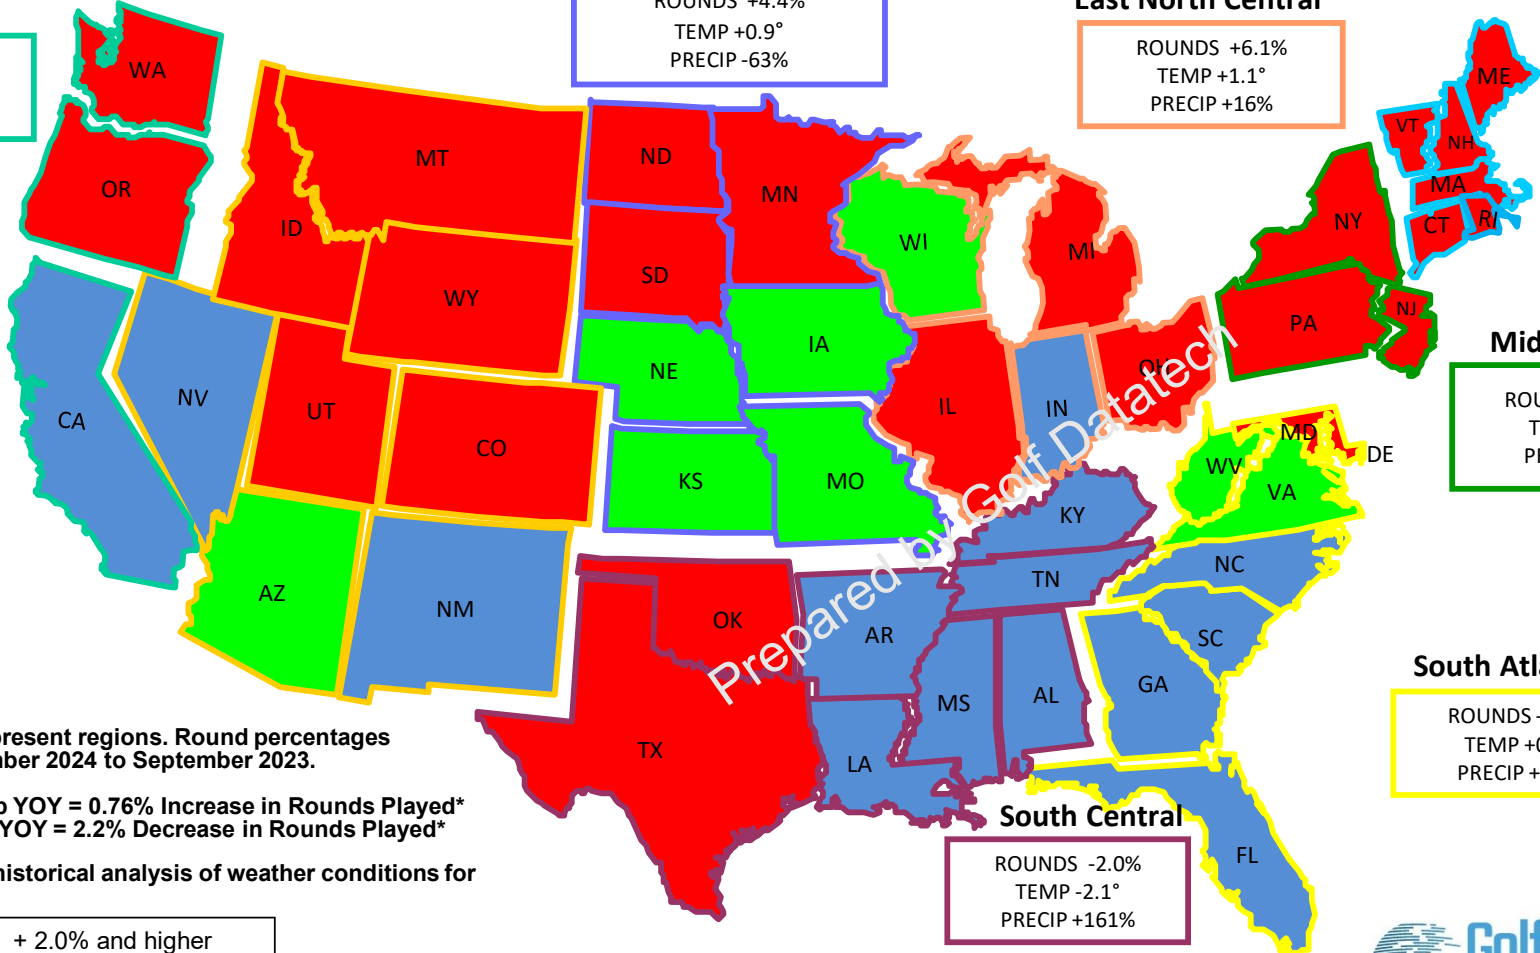 ROUNDS +4.4%
TEMP +0.9°
PRECIP -63%
East North Central
ROUNDS +6.1%
TEMP +1.1°
PRECIP +16%
WA
OR
CA
NV
ID
MT
WY
UT
CO
AZ
NM
ND
SD
NE
KS
MN
IA
MO
WI
IL
MI
IN
OH
OK
TX
AR
LA
KY
TN
MS
AL
ME
VT
NH
MA
CT
RI
NY
PA
NJ
MD
DE
WV
VA
NC
SC
GA
FL
Mid
South Atl
ROUNDS -
TEMP +0
PRECIP +
South Central
ROUNDS -2.0%
TEMP -2.1°
PRECIP +161%
Prepared by Golf Datatech
present regions. Round percentages
mber 2024 to September 2023.
YOY = 0.76% Increase in Rounds Played*
YOY = 2.2% Decrease in Rounds Played*
historical analysis of weather conditions for
+ 2.0% and higher
Golf